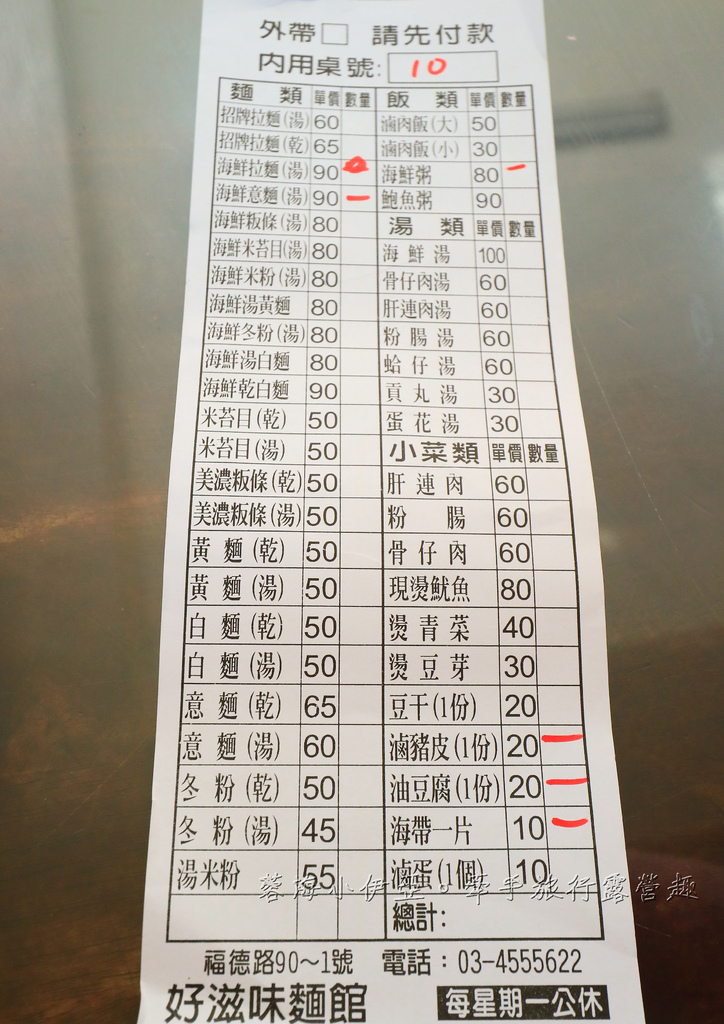 外帶□ 請先付款
內用桌號: 10
麵類 單價 數量 飯類 單價 數量
招牌拉麵(湯) 60 滷肉飯(大) 50
招牌拉麵(乾) 65 滷肉飯(小) 30
海鮮拉麵(湯) 90 海鮮粥 80 一
海鮮意麵(湯) 90 一 鮑魚粥 90
海鮮粄條(湯) 80 湯類 單價 數量
海鮮米苔目(湯) 80 海鮮湯 100
海鮮米粉(湯) 80 骨仔肉湯 60
海鮮湯黃麵 80 肝連肉湯 60
海鮮冬粉(湯) 80 粉腸湯 60
海鮮湯白麵 80 蛤仔湯 60
海鮮乾白麵 90 貢丸湯 30
米苔目(乾) 50 蛋花湯 30
米苔目(湯) 50 小菜類 單價 數量
美濃粄條(乾) 50 肝連肉 60
美濃粄條(湯) 50 粉腸 60
黃麵(乾) 50 骨仔肉 60
黃麵(湯) 50 現燙魷魚 80
白麵(乾) 50 燙青菜 40
白麵(湯) 50 燙豆芽 30
意麵(乾) 65 豆干(1份) 20
意麵(湯) 60 滷豬皮(1份) 20 一
冬粉(乾) 50 油豆腐(1份) 20 一
冬粉(湯) 45 海帶一片 10 一
湯米粉 55 滷蛋(1個) 10
總計:
福德路90～1號 電話：03-4555622
好滋味麵館 每星期一公休
小伊 牽手旅行露營趣